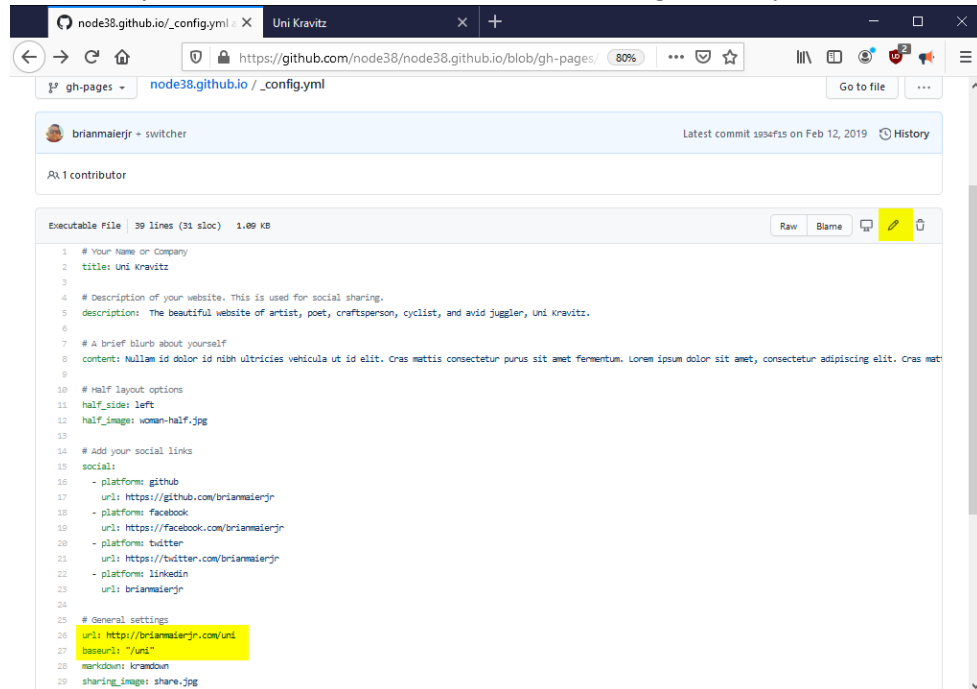 node38.github.io/_config.yml a
Uni Kravitz
https://github.com/node38/node38.github.io/blob/gh-pages/
80%
2
gh-pages
node38.github.io / _config.yml
Go to file
...
brianmaierjr + switcher
Latest commit 1934f15 on Feb 12, 2019
History
1 contributor
Executable File
39 lines (31 sloc)
1.09 KB
Raw
Blame
1 # Your Name or Company
2 title: Uni Kravitz
3
4 # Description of your website. This is used for social sharing.
5 description: The beautiful website of artist, poet, craftsperson, cyclist, and avid juggler, Uni Kravitz.
6
7 # A brief blurb about yourself
8 content: Nullam id dolor id nibh ultricies vehicula ut id elit. Cras mattis consectetur purus sit amet fermentum. Lorem ipsum dolor sit amet, consectetur adipiscing elit. Cras mat
9
10 # Half layout options
11 half_side: left
12 half_image: woman-half.jpg
13
14 # Add your social links
15 social:
16 - platform: github
17 url: https://github.com/brianmaierjr
18 - platform: facebook
19 url: https://facebook.com/brianmaierjr
20 - platform: twitter
21 url: https://twitter.com/brianmaierjr
22 - platform: linkedin
23 url: brianmaierjr
24
25 # General settings
26 url: http://brianmaierjr.com/uni
27 baseurl: "/uni"
28 markdown: kramdown
29 sharing_image: share.jpg